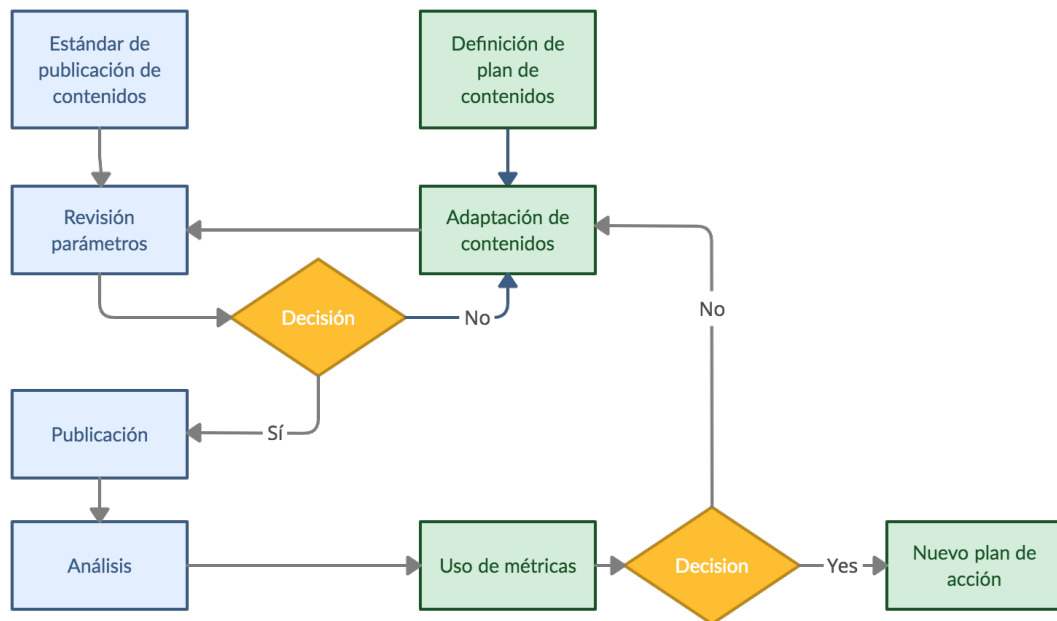 Estándar de
publicación de
contenidos
Definición de
plan de
contenidos
Revisión
parámetros
Adaptación de
contenidos
Decisión
No
No
Publicación
Sí
Análisis
Uso de métricas
Decision
Yes
Nuevo plan de
acción